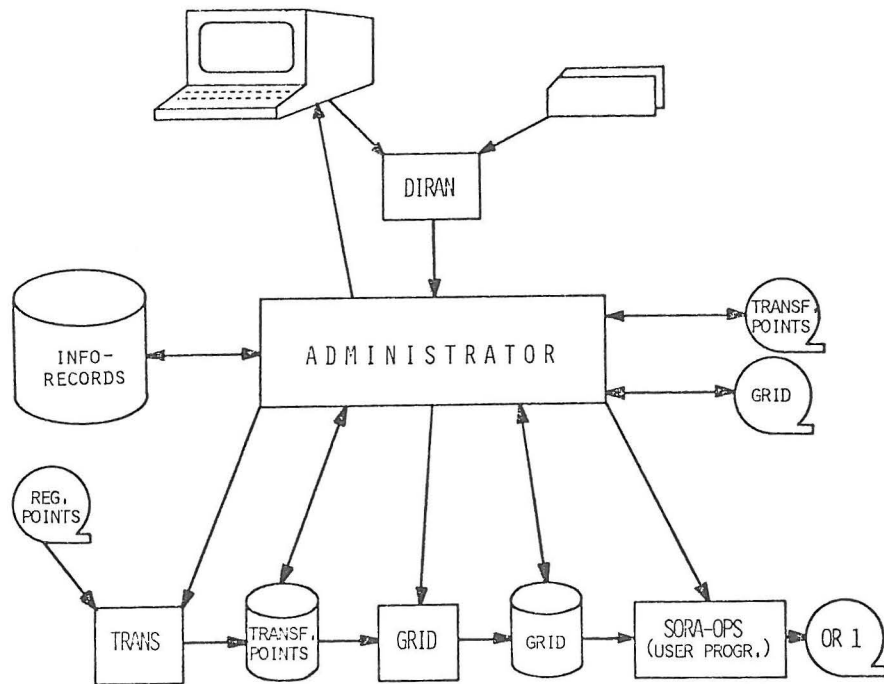 DIRAN
INFO-
RECORDS
ADMINISTRATOR
TRANSF.
POINTS
GRID
REG.
POINTS
TRANS
TRANSF.
POINTS
GRID
GRID
SORA-OPS
(USER PROGR.)
OR 1